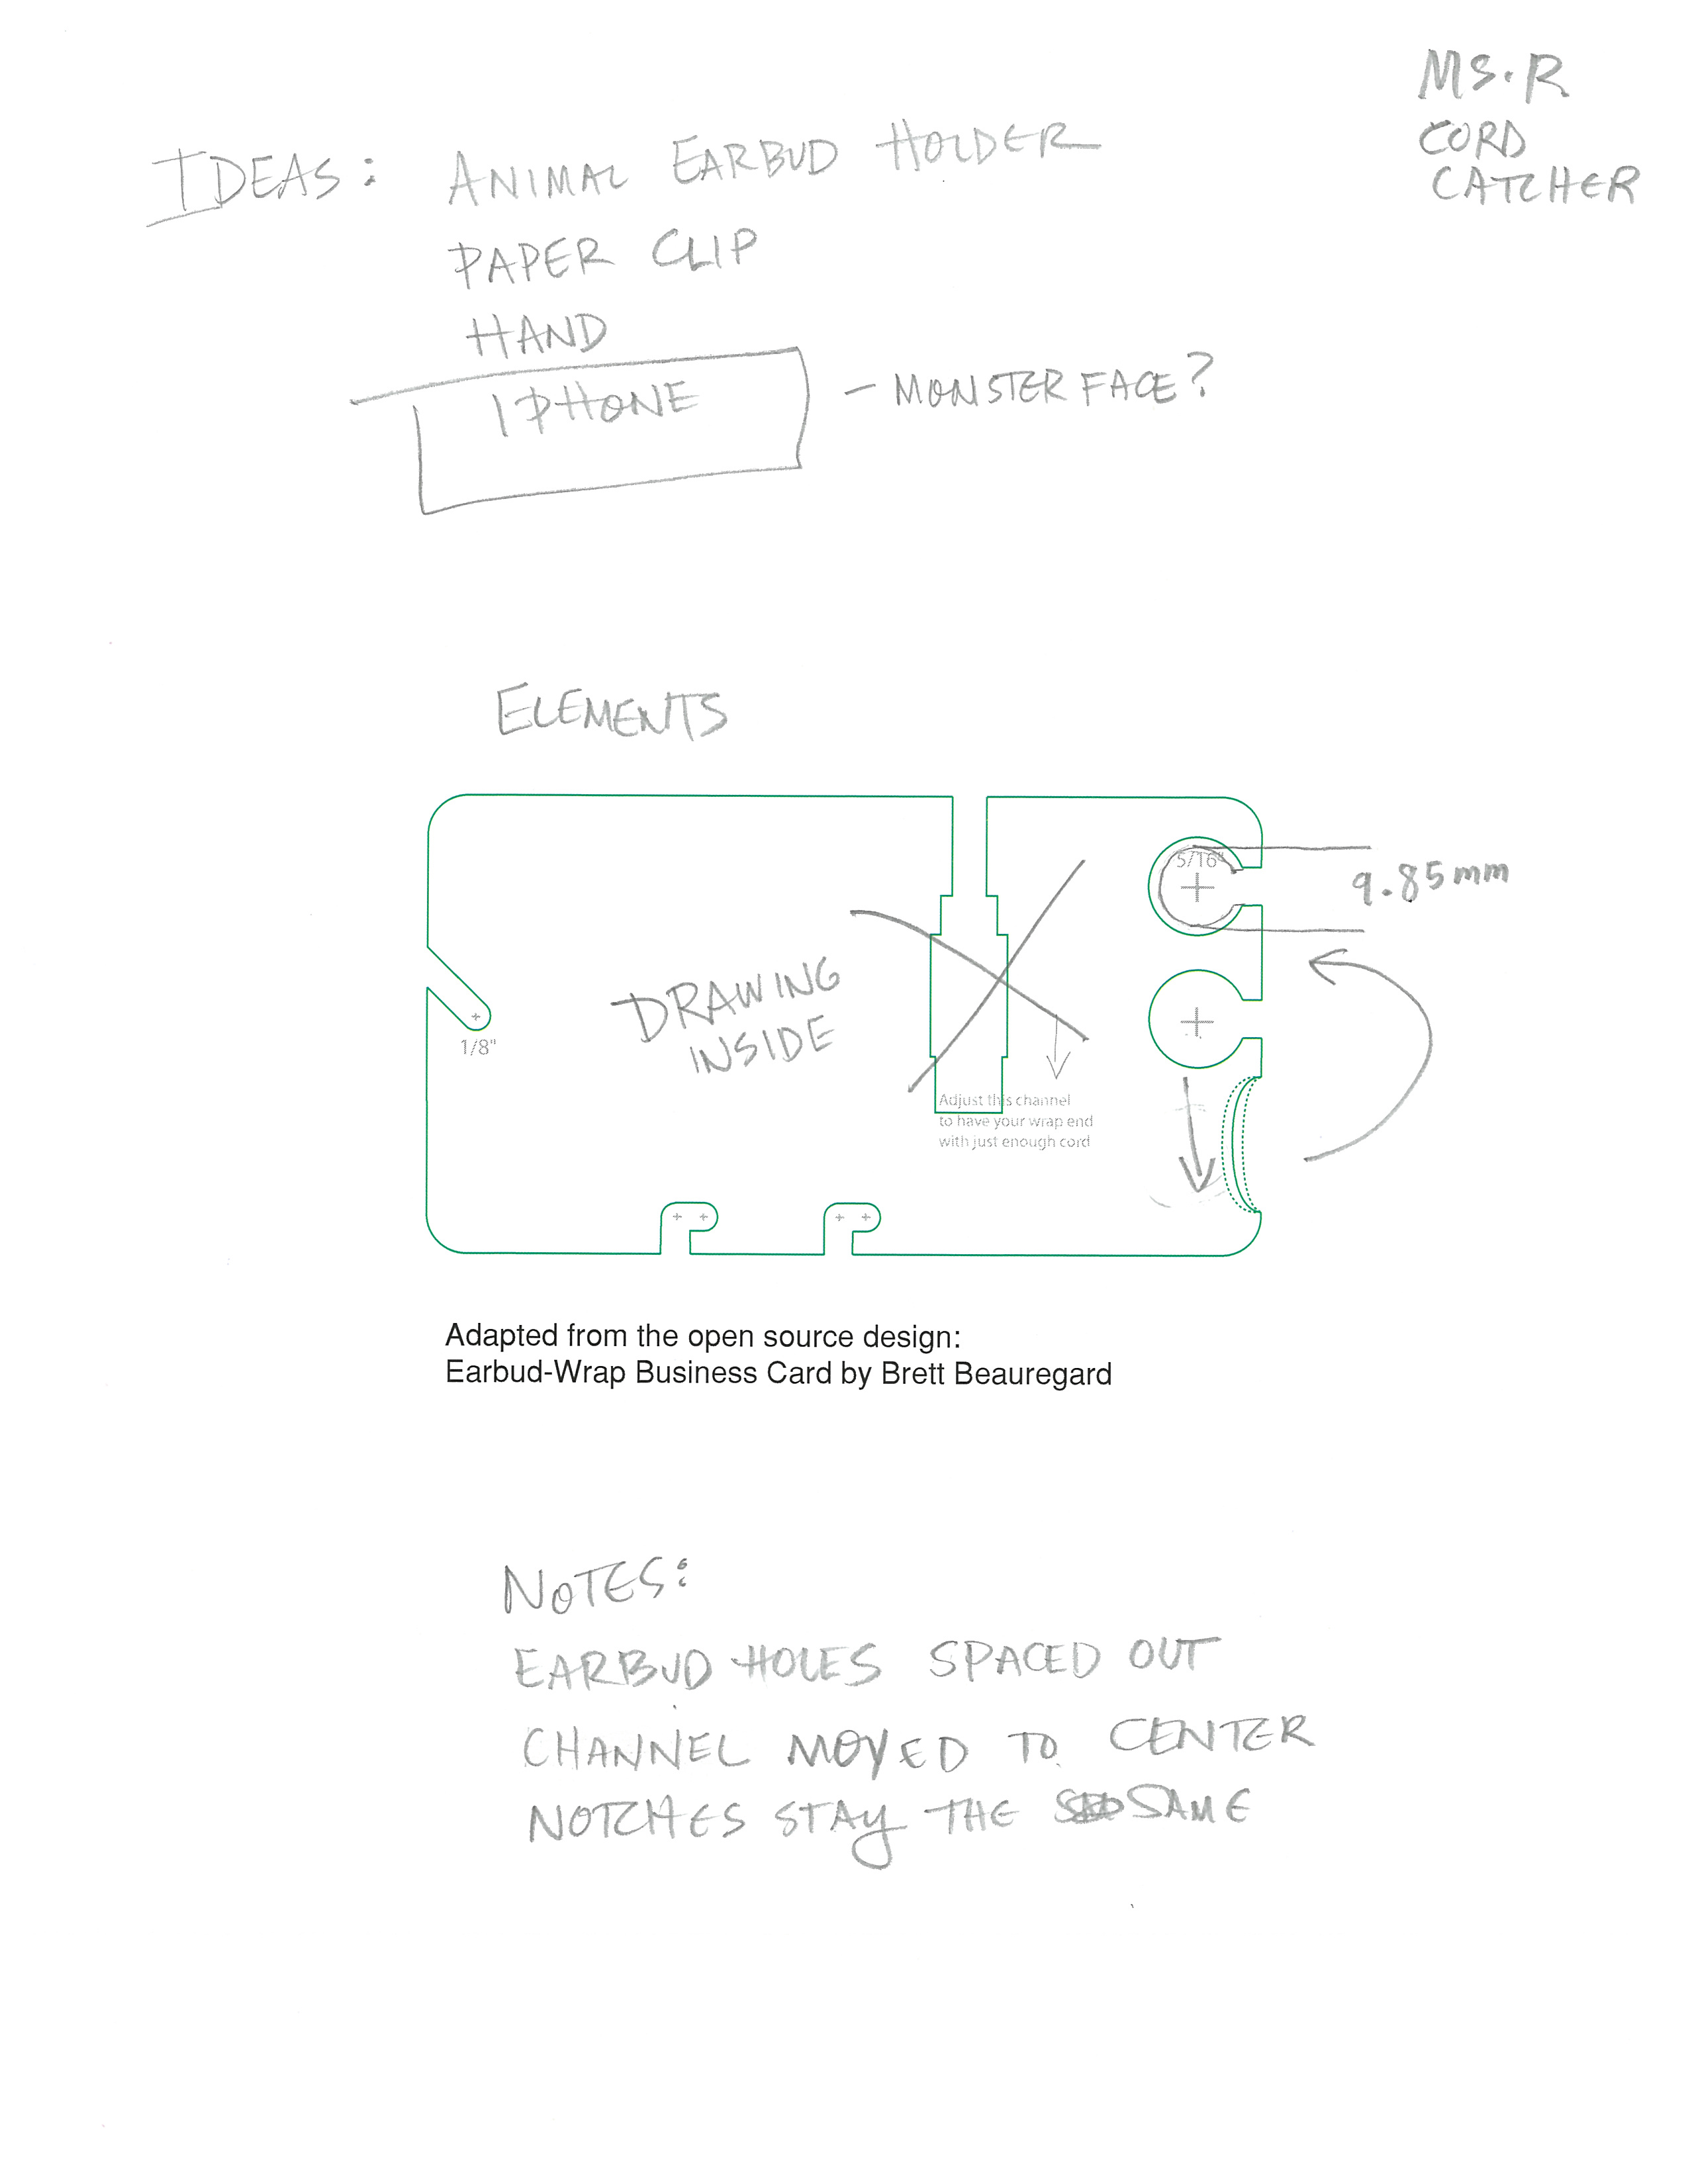 MS. R
CORD
CATCHER
IDEAS: ANIMAL EARBUD HOLDER
PAPER CLIP
HAND
IPHONE - MONSTER FACE?
ELEMENTS
5/16"
9.85mm
DRAWING
INSIDE
1/8"
Adjust this channel
to have your wrap end
with just enough cord
Adapted from the open source design:
Earbud-Wrap Business Card by Brett Beauregard
NOTES:
EARBUD HOLES SPACED OUT
CHANNEL MOVED TO CENTER
NOTCHES STAY THE SAME